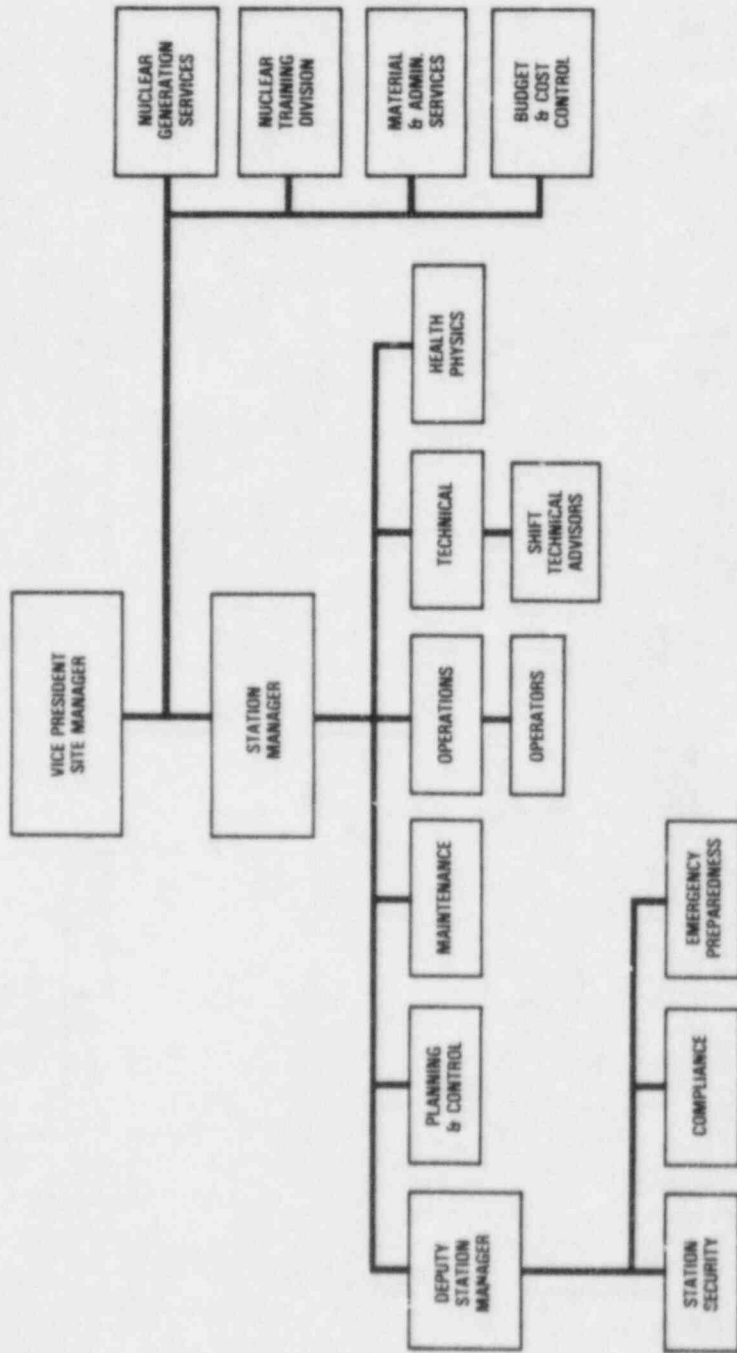 VICE PRESIDENT
SITE MANAGER
NUCLEAR
GENERATION
SERVICES
NUCLEAR
TRAINING
DIVISION
MATERIAL
& ADMIN.
SERVICES
BUDGET
& COST
CONTROL
STATION
MANAGER
DEPUTY
STATION
MANAGER
PLANNING
& CONTROL
MAINTENANCE
OPERATIONS
TECHNICAL
HEALTH
PHYSICS
OPERATORS
SHIFT
TECHNICAL
ADVISORS
STATION
SECURITY
COMPLIANCE
EMERGENCY
PREPAREDNESS